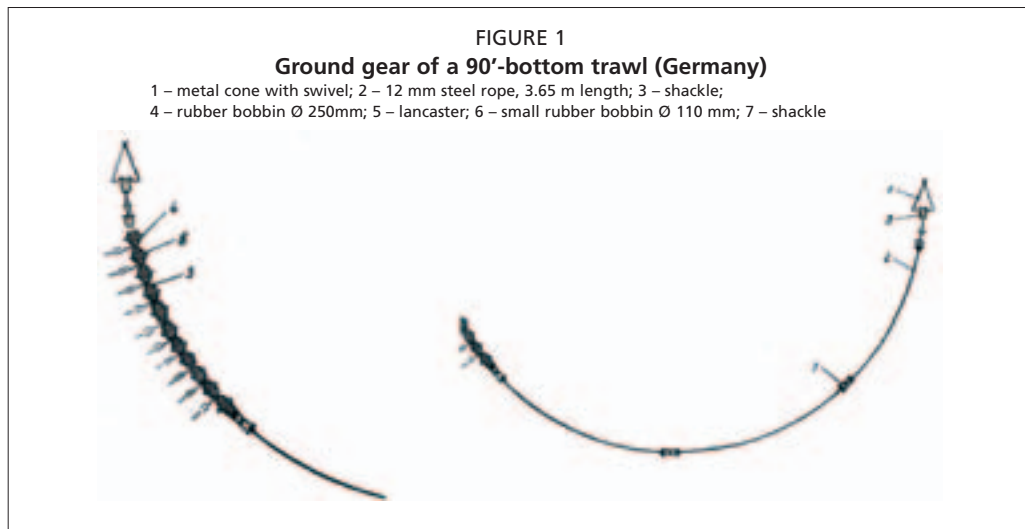 FIGURE 1
Ground gear of a 90'-bottom trawl (Germany)
1 – metal cone with swivel; 2 – 12 mm steel rope, 3.65 m length; 3 – shackle;
4 – rubber bobbin Ø 250mm; 5 – lancaster; 6 – small rubber bobbin Ø 110 mm; 7 – shackle